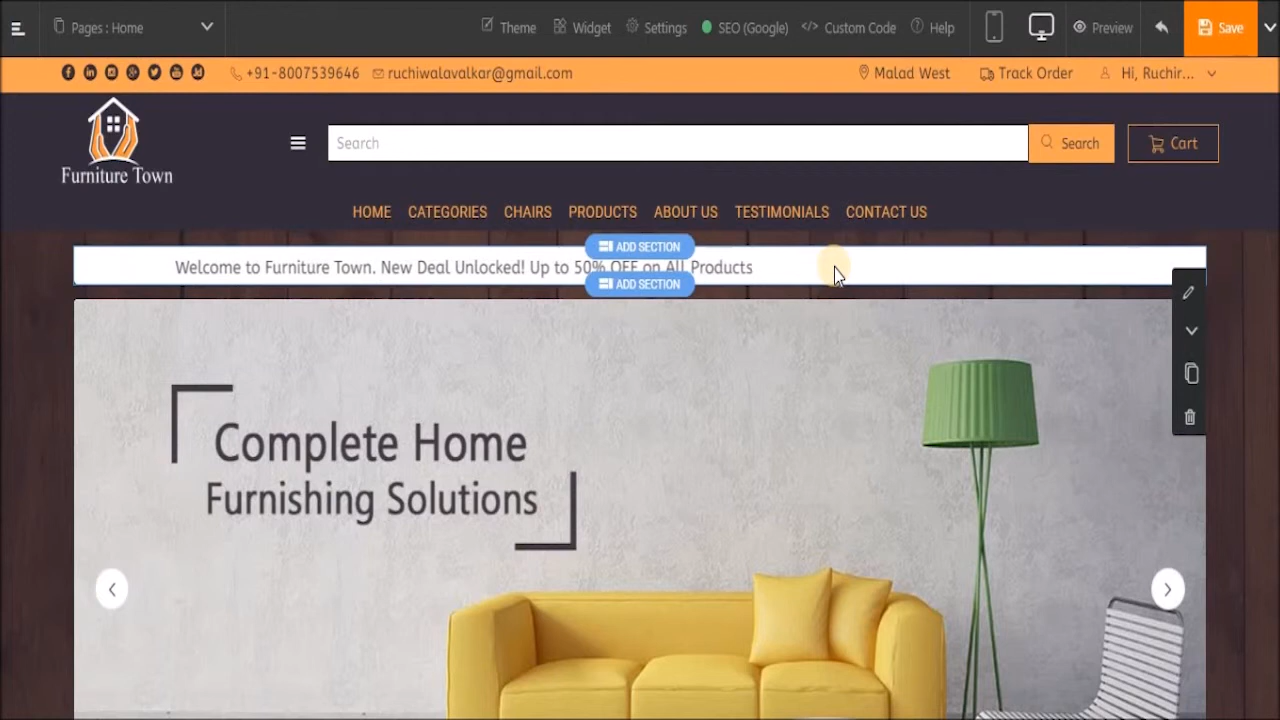 Pages : Home
Theme
Widget
Settings
SEO (Google)
</> Custom Code
Help
Preview
Save
+91-8007539646
ruchiwalavalkar@gmail.com
Malad West
Track Order
Hi, Ruchir...
Furniture Town
Search
Search
Cart
HOME CATEGORIES CHAIRS PRODUCTS ABOUT US TESTIMONIALS CONTACT US
ADD SECTION
Welcome to Furniture Town. New Deal Unlocked! Up to 50% OFF on All Products
ADD SECTION
Complete Home
Furnishing Solutions